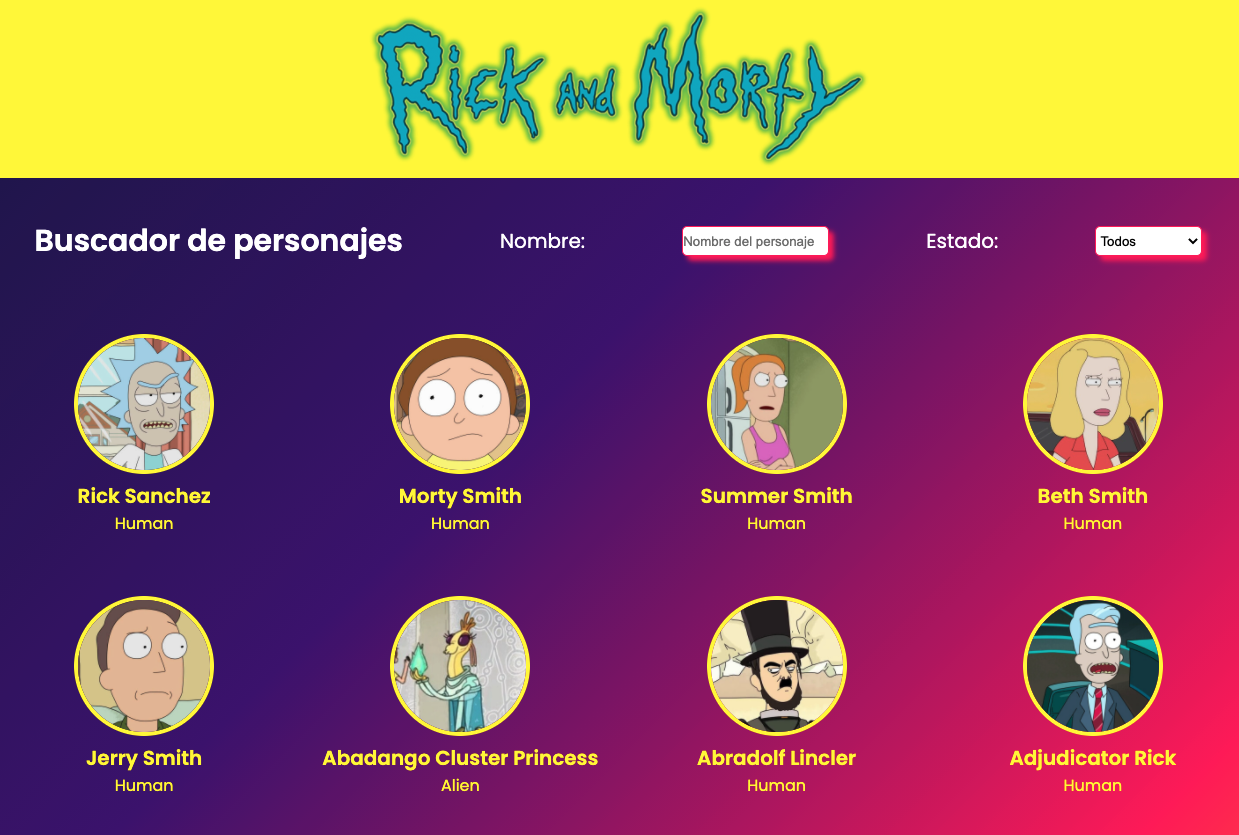 Rick and Morty
Buscador de personajes Nombre: Nombre del personaje Estado: Todos
Rick Sanchez Morty Smith Summer Smith Beth Smith
Human Human Human Human
Jerry Smith Abadango Cluster Princess Abradolf Lincler Adjudicator Rick
Human Alien Human Human